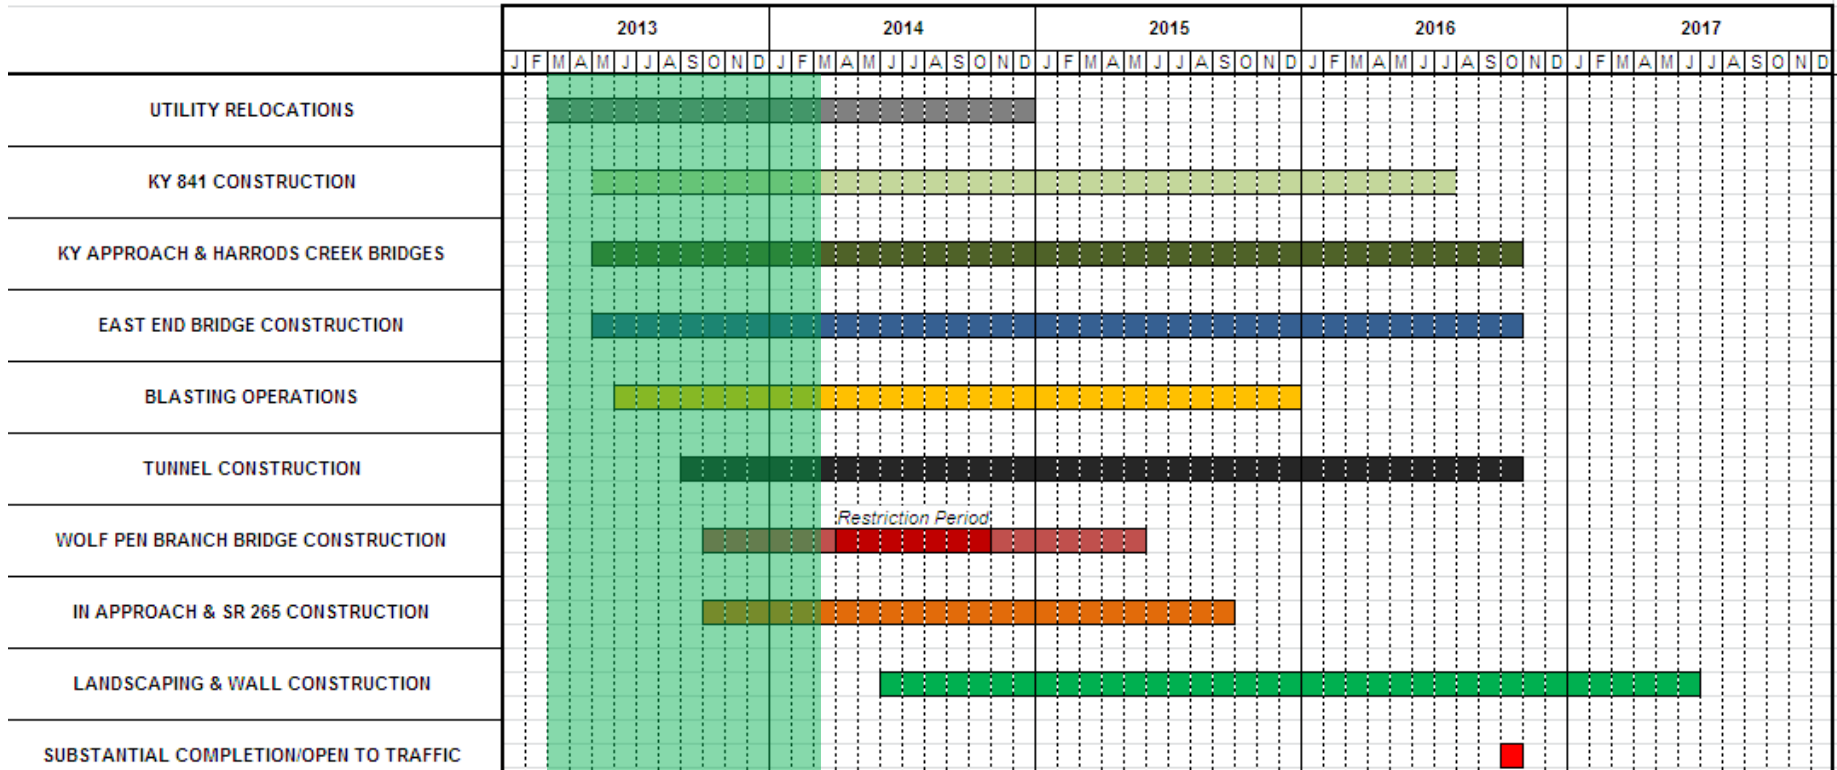 2013 2014 2015 2016 2017
J F M A M J J A S O N D J F M A M J J A S O N D J F M A M J J A S O N D J F M A M J J A S O N D J F M A M J J A S O N D
UTILITY RELOCATIONS
KY 841 CONSTRUCTION
KY APPROACH & HARRODS CREEK BRIDGES
EAST END BRIDGE CONSTRUCTION
BLASTING OPERATIONS
TUNNEL CONSTRUCTION
Restriction Period
WOLF PEN BRANCH BRIDGE CONSTRUCTION
IN APPROACH & SR 265 CONSTRUCTION
LANDSCAPING & WALL CONSTRUCTION
SUBSTANTIAL COMPLETION/OPEN TO TRAFFIC